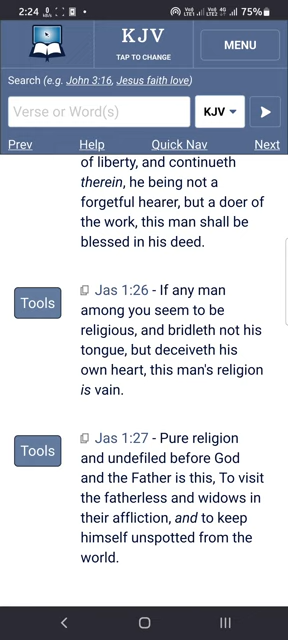 2:24 75%
KJV
TAP TO CHANGE
MENU
Search (e.g. John 3:16, Jesus faith love)
Verse or Word(s)
KJV
Prev Help Quick Nav Next
of liberty, and continueth
therein, he being not a
forgetful hearer, but a doer of
the work, this man shall be
blessed in his deed.
Tools
Jas 1:26 - If any man
among you seem to be
religious, and bridleth not his
tongue, but deceiveth his
own heart, this man's religion
is vain.
Tools
Jas 1:27 - Pure religion
and undefiled before God
and the Father is this, To visit
the fatherless and widows in
their affliction, and to keep
himself unspotted from the
world.